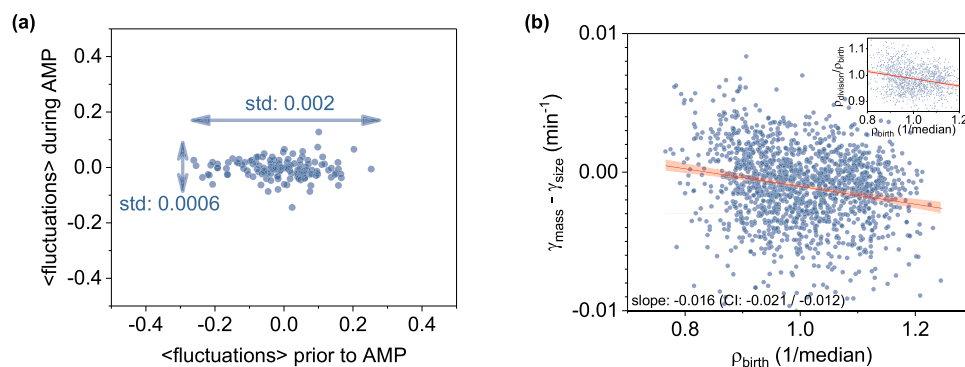 (a)
0.4
0.2
0.0
-0.2
-0.4
<fluctuations> during AMP
std: 0.002
std: 0.0006
-0.4 -0.2 0.0 0.2 0.4
<fluctuations> prior to AMP
(b)
0.01
0.00
-0.01
γmass - γsize (min-1)
slope: -0.016 (CI: -0.021 / -0.012)
0.8 1.0 1.2
ρbirth (1/median)
1.1
1.0
0.9
ρdivision/ρbirth
0.8 1.0 1.2
ρbirth (1/median)